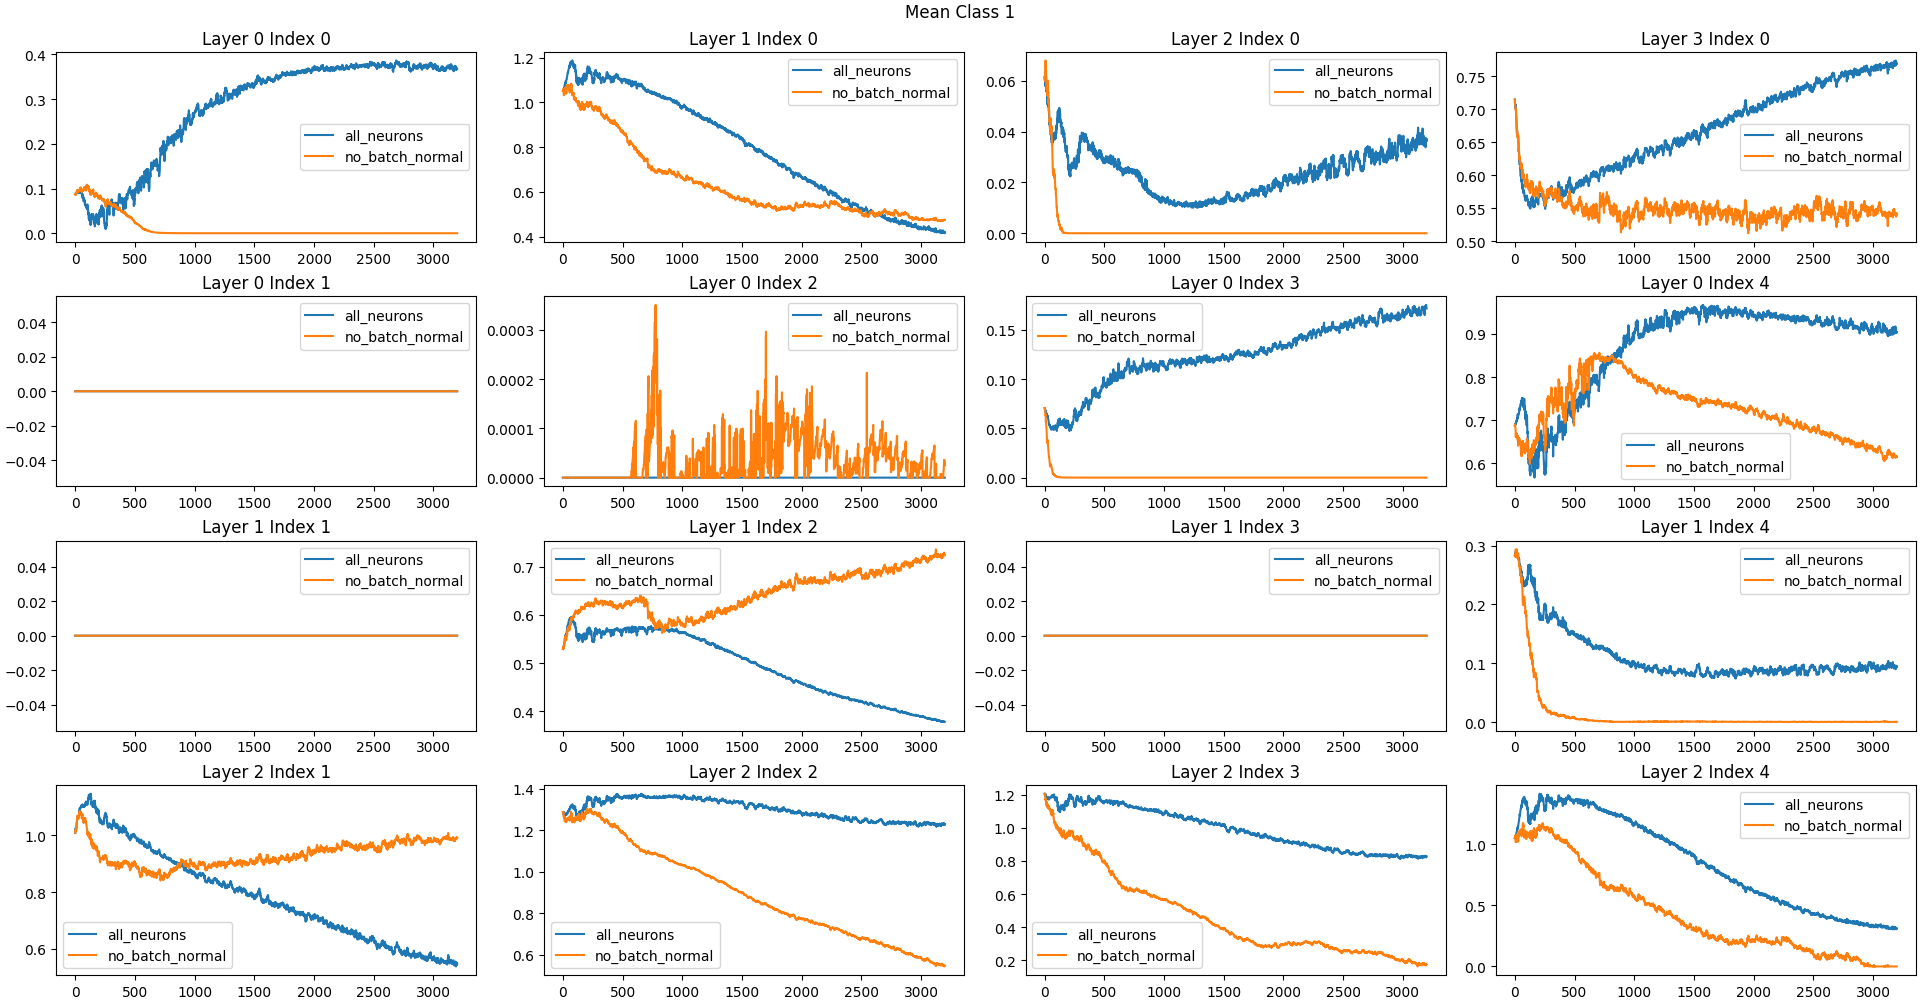 Mean Class 1
Layer 0 Index 0
0.4
0.3
0.2
0.1
0.0
all_neurons
no_batch_normal
0 500 1000 1500 2000 2500 3000
Layer 1 Index 0
1.2
1.0
0.8
0.6
0.4
all_neurons
no_batch_normal
0 500 1000 1500 2000 2500 3000
Layer 2 Index 0
0.06
0.04
0.02
0.00
all_neurons
no_batch_normal
0 500 1000 1500 2000 2500 3000
Layer 3 Index 0
0.75
0.70
0.65
0.60
0.55
0.50
all_neurons
no_batch_normal
0 500 1000 1500 2000 2500 3000
Layer 0 Index 1
0.04
0.02
0.00
−0.02
−0.04
all_neurons
no_batch_normal
0 500 1000 1500 2000 2500 3000
Layer 0 Index 2
0.0003
0.0002
0.0001
0.0000
all_neurons
no_batch_normal
0 500 1000 1500 2000 2500 3000
Layer 0 Index 3
0.15
0.10
0.05
0.00
all_neurons
no_batch_normal
0 500 1000 1500 2000 2500 3000
Layer 0 Index 4
0.9
0.8
0.7
0.6
all_neurons
no_batch_normal
0 500 1000 1500 2000 2500 3000
Layer 1 Index 1
0.04
0.02
0.00
−0.02
−0.04
all_neurons
no_batch_normal
0 500 1000 1500 2000 2500 3000
Layer 1 Index 2
0.7
0.6
0.5
0.4
all_neurons
no_batch_normal
0 500 1000 1500 2000 2500 3000
Layer 1 Index 3
0.04
0.02
0.00
−0.02
−0.04
all_neurons
no_batch_normal
0 500 1000 1500 2000 2500 3000
Layer 1 Index 4
0.3
0.2
0.1
0.0
all_neurons
no_batch_normal
0 500 1000 1500 2000 2500 3000
Layer 2 Index 1
1.0
0.8
0.6
all_neurons
no_batch_normal
0 500 1000 1500 2000 2500 3000
Layer 2 Index 2
1.4
1.2
1.0
0.8
0.6
all_neurons
no_batch_normal
0 500 1000 1500 2000 2500 3000
Layer 2 Index 3
1.2
1.0
0.8
0.6
0.4
0.2
all_neurons
no_batch_normal
0 500 1000 1500 2000 2500 3000
Layer 2 Index 4
1.0
0.5
0.0
all_neurons
no_batch_normal
0 500 1000 1500 2000 2500 3000